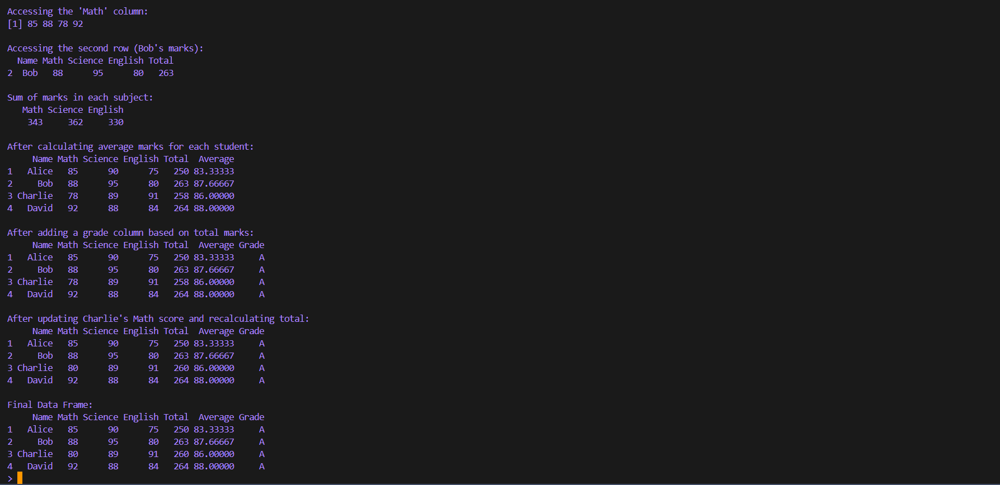 Accessing the 'Math' column:
[1] 85 88 78 92

Accessing the second row (Bob's marks):
  Name Math Science English Total
2  Bob   88      95      80   263

Sum of marks in each subject:
   Math Science English
    343     362     330

After calculating average marks for each student:
     Name Math Science English Total  Average
1   Alice   85      90      75   250 83.33333
2     Bob   88      95      80   263 87.66667
3 Charlie   78      89      91   258 86.00000
4   David   92      88      84   264 88.00000

After adding a grade column based on total marks:
     Name Math Science English Total  Average Grade
1   Alice   85      90      75   250 83.33333     A
2     Bob   88      95      80   263 87.66667     A
3 Charlie   78      89      91   258 86.00000     A
4   David   92      88      84   264 88.00000     A

After updating Charlie's Math score and recalculating total:
     Name Math Science English Total  Average Grade
1   Alice   85      90      75   250 83.33333     A
2     Bob   88      95      80   263 87.66667     A
3 Charlie   80      89      91   260 86.00000     A
4   David   92      88      84   264 88.00000     A

Final Data Frame:
     Name Math Science English Total  Average Grade
1   Alice   85      90      75   250 83.33333     A
2     Bob   88      95      80   263 87.66667     A
3 Charlie   80      89      91   260 86.00000     A
4   David   92      88      84   264 88.00000     A
>